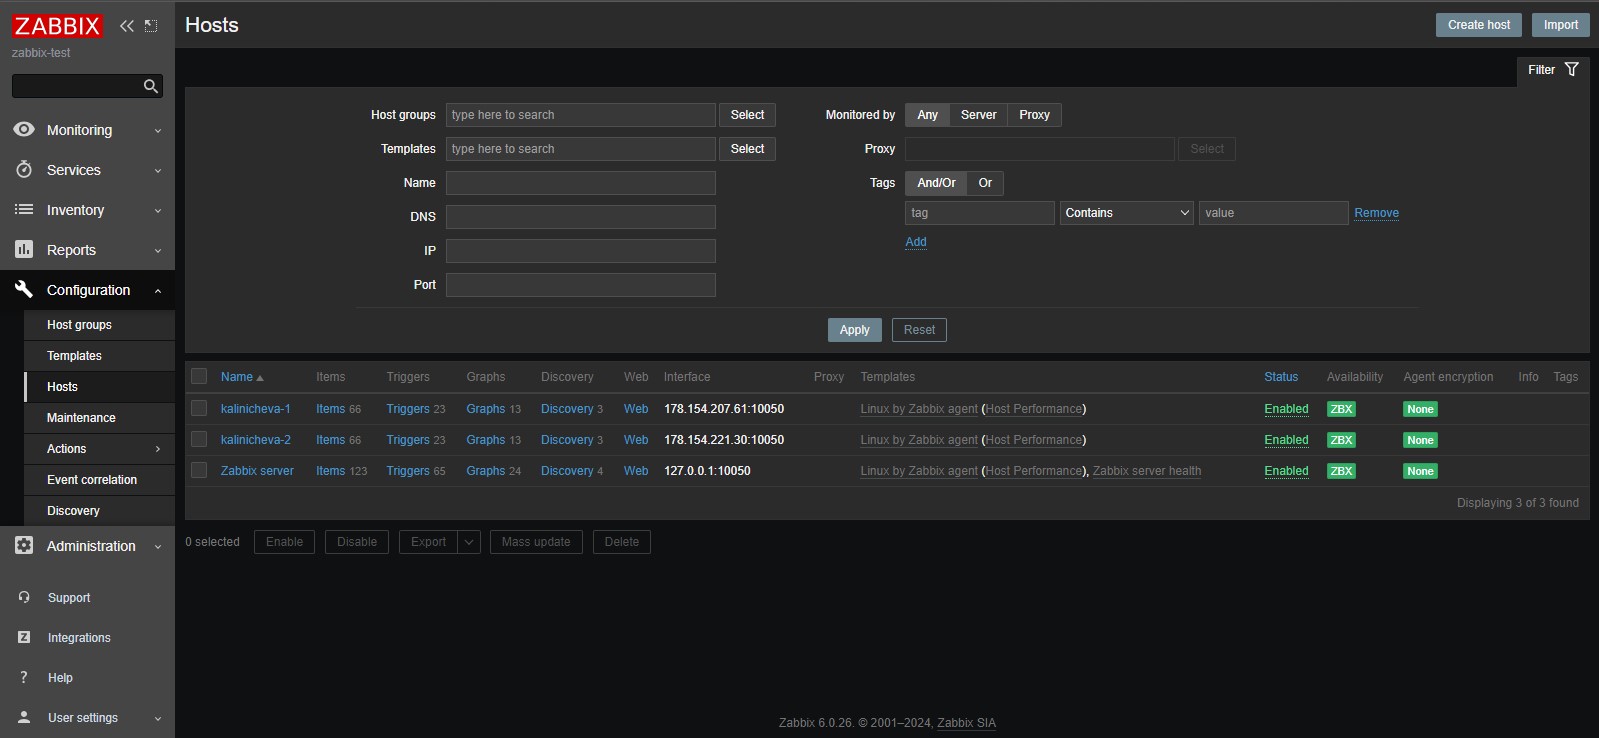 ZABBIX
zabbix-test
Monitoring
Services
Inventory
Reports
Configuration
Host groups
Templates
Hosts
Maintenance
Actions
Event correlation
Discovery
Administration
Support
Integrations
? Help
User settings
Hosts
Create host Import
Filter
Host groups type here to search Select
Templates type here to search Select
Name
DNS
IP
Port
Monitored by Any Server Proxy
Proxy Select
Tags And/Or Or
tag Contains value Remove
Add
Apply Reset
Name Items Triggers Graphs Discovery Web Interface Proxy Templates Status Availability Agent encryption Info Tags
kalinicheva-1 Items 66 Triggers 23 Graphs 13 Discovery 3 Web 178.154.207.61:10050 Linux by Zabbix agent (Host Performance) Enabled ZBX None
kalinicheva-2 Items 66 Triggers 23 Graphs 13 Discovery 3 Web 178.154.221.30:10050 Linux by Zabbix agent (Host Performance) Enabled ZBX None
Zabbix server Items 123 Triggers 65 Graphs 24 Discovery 4 Web 127.0.0.1:10050 Linux by Zabbix agent (Host Performance), Zabbix server health Enabled ZBX None
Displaying 3 of 3 found
0 selected Enable Disable Export Mass update Delete
Zabbix 6.0.26. © 2001–2024, Zabbix SIA